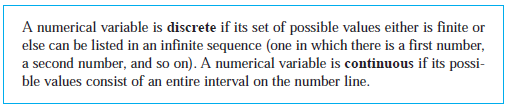 A numerical variable is discrete if its set of possible values either is finite or
else can be listed in an infinite sequence (one in which there is a first number,
a second number, and so on). A numerical variable is continuous if its possi-
ble values consist of an entire interval on the number line.